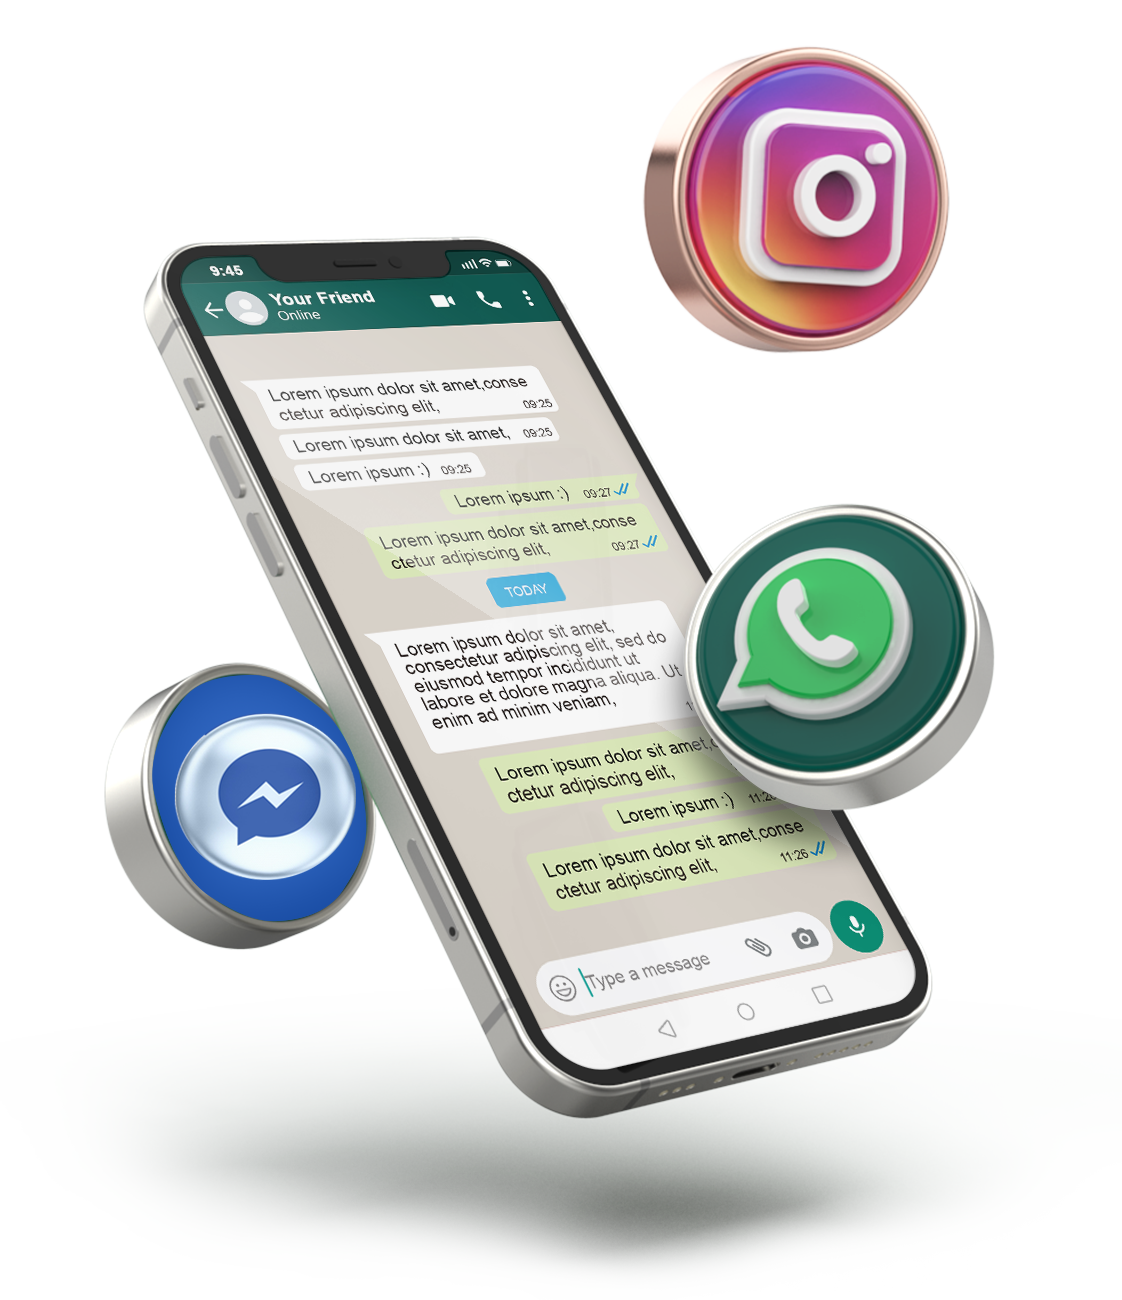 9:45
Your Friend
Online
Lorem ipsum dolor sit amet,conse
ctetur adipiscing elit,
09:25
Lorem ipsum dolor sit amet,
09:25
Lorem ipsum :)
09:25
Lorem ipsum :)
09:27
Lorem ipsum dolor sit amet,conse
ctetur adipiscing elit,
09:27
TODAY
Lorem ipsum dolor sit amet,
consectetur adipiscing elit, sed do
eiusmod tempor incididunt ut
labore et dolore magna aliqua. Ut
enim ad minim veniam,
Lorem ipsum dolor sit
ctetur adipiscing elit,
Lorem ipsum :)
Lorem ipsum dolor sit amet,conse
ctetur adipiscing elit,
11:26
Type a message